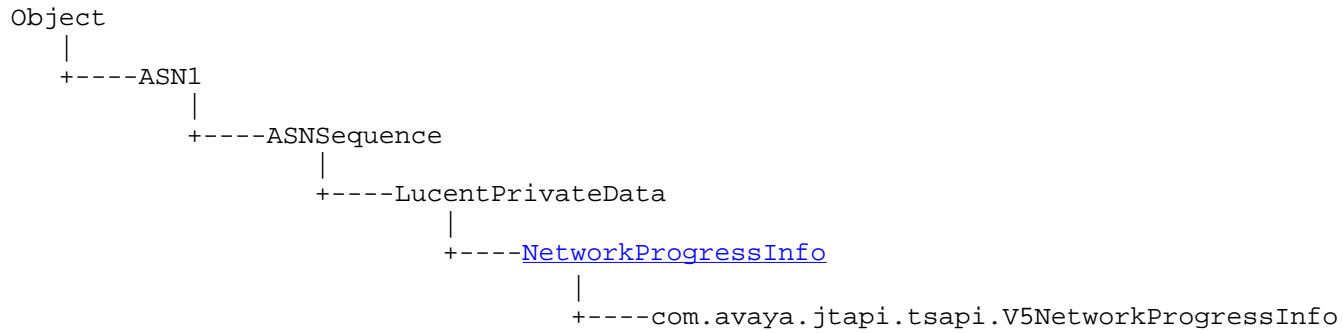 Object
   |
   +----ASN1
           |
           +----ASNSequence
                   |
                   +----LucentPrivateData
                           |
                           +----NetworkProgressInfo
                                   |
                                   +----com.avaya.jtapi.tsapi.V5NetworkProgressInfo